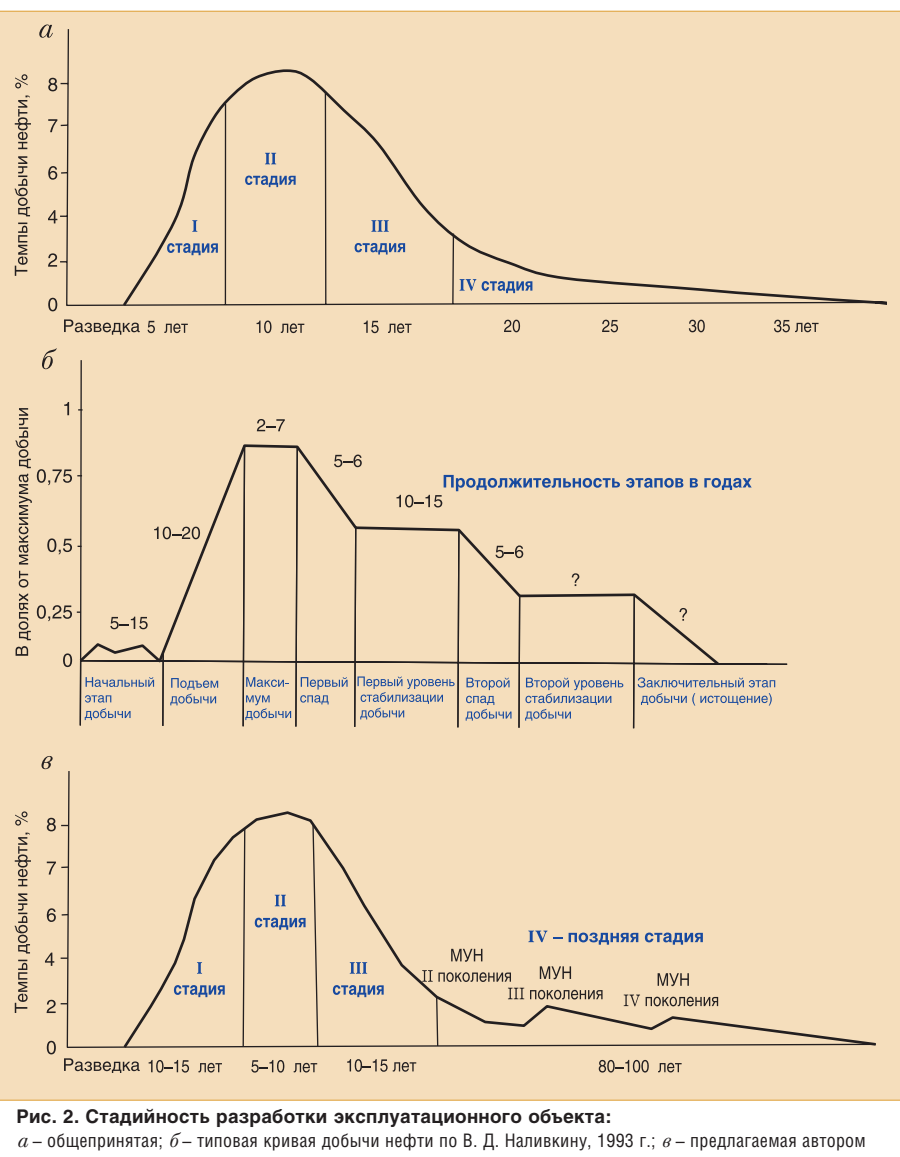 а
Темпы добычи нефти, %
8
7
6
4
2
0
I
стадия
II
стадия
III
стадия
IV стадия
Разведка 5 лет 10 лет 15 лет 20 25 30 35 лет
б
В долях от максимума добычи
1
0,75
0,5
0,25
0
5–15
10–20
2–7
5–6
10–15
5–6
?
?
Продолжительность этапов в годах
Начальный
этап
добычи
Подъем
добычи
Макси-
мум
добычи
Первый
спад
Первый уровень
стабилизации
добычи
Второй
спад
добычи
Второй уровень
стабилизации
добычи
Заключительный этап
добычи ( истощение)
в
Темпы добычи нефти, %
8
7
6
4
2
0
I
стадия
II
стадия
III
стадия
IV – поздняя стадия
МУН
II поколения
МУН
III поколения
МУН
IV поколения
Разведка 10–15 лет 5–10 лет 10–15 лет 80–100 лет
Рис. 2. Стадийность разработки эксплуатационного объекта:
а – общепринятая; б – типовая кривая добычи нефти по В. Д. Наливкину, 1993 г.; в – предлагаемая автором